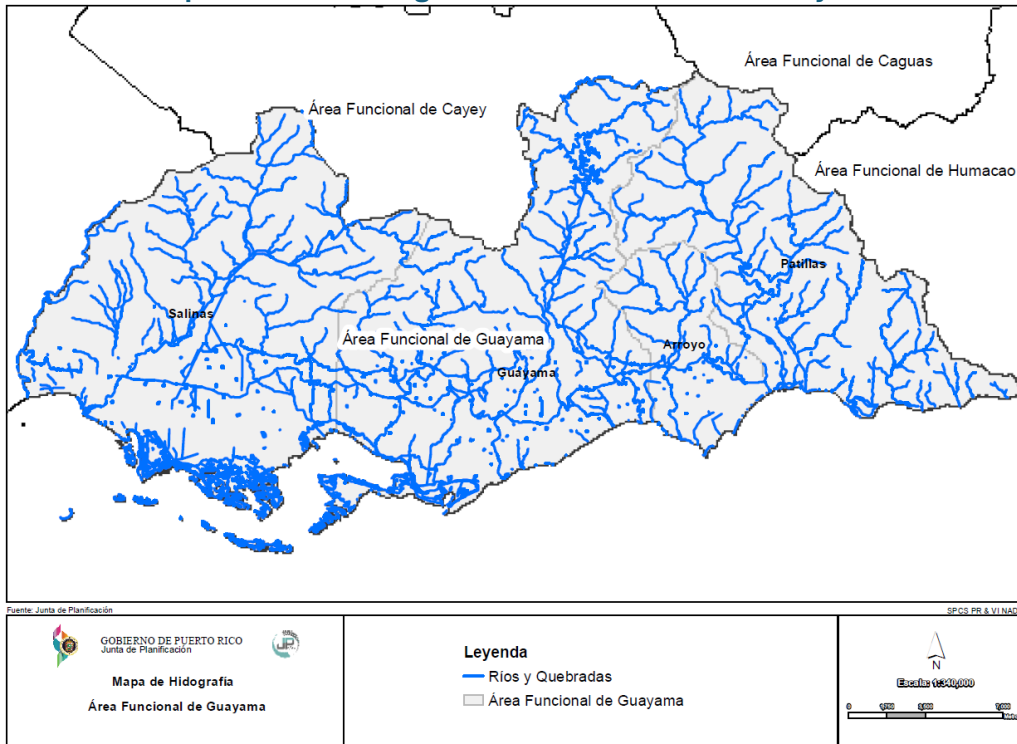 Área Funcional de Caguas
Área Funcional de Cayey
Área Funcional de Humacao
Patillas
Salinas
Área Funcional de Guayama
Arroyo
Guayama
Fuente: Junta de Planificación
SPCS PR & VI NAD
GOBIERNO DE PUERTO RICO
Junta de Planificación
Mapa de Hidografía
Área Funcional de Guayama
Leyenda
Ríos y Quebradas
Área Funcional de Guayama
N
Escala: 1:340,000
0